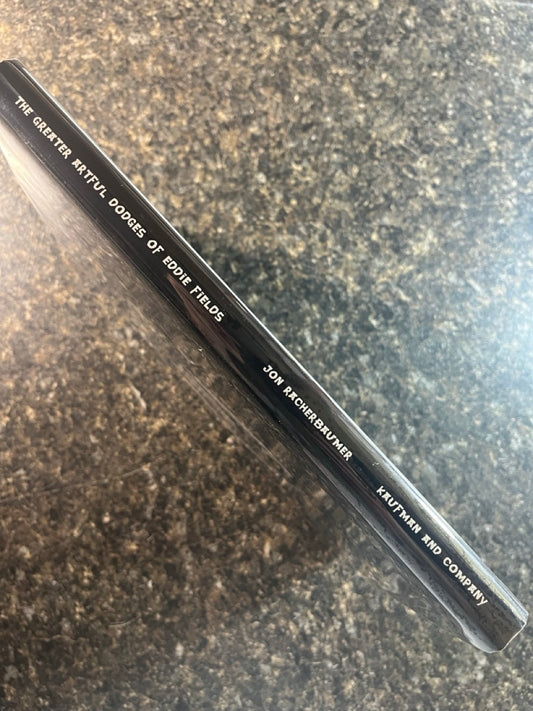 THE GREATER ARTFUL DODGES OF EDDiE FiELDS
JON RACHERBAUMER
KAUFMAN AND COMPANY